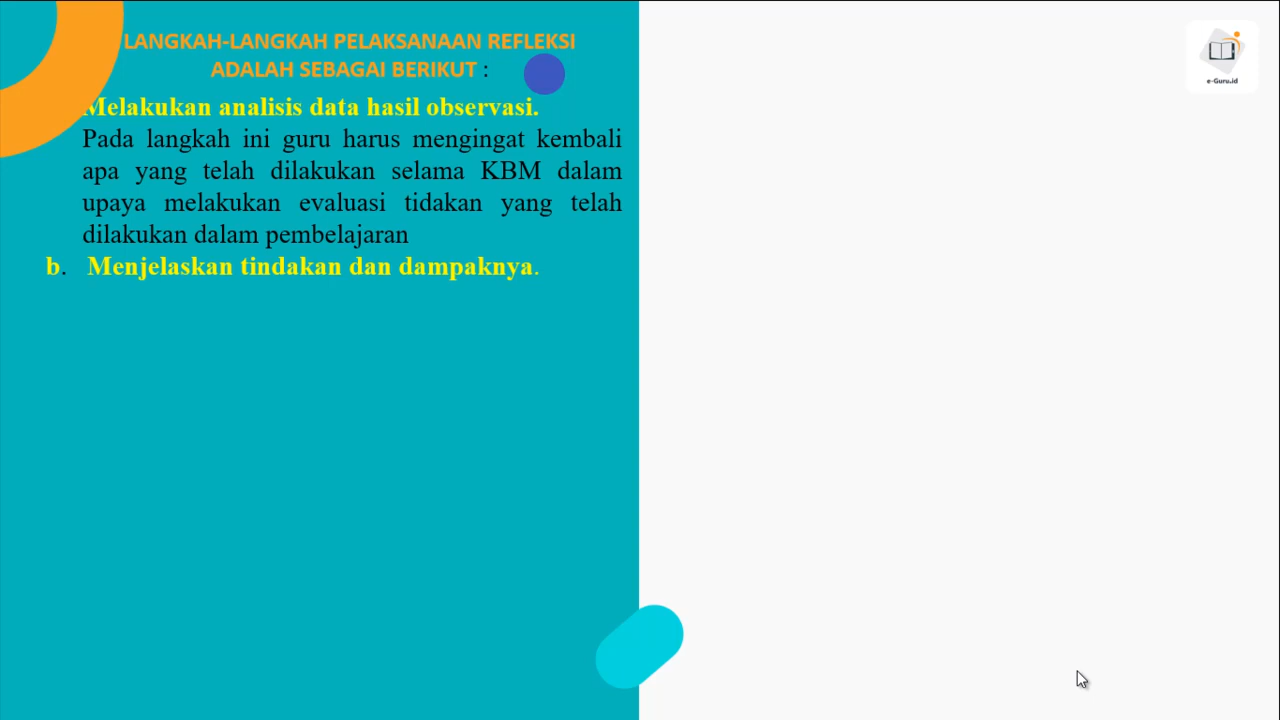 LANGKAH-LANGKAH PELAKSANAAN REFLEKSI
ADALAH SEBAGAI BERIKUT :
Melakukan analisis data hasil observasi.
Pada langkah ini guru harus mengingat kembali
apa yang telah dilakukan selama KBM dalam
upaya melakukan evaluasi tidakan yang telah
dilakukan dalam pembelajaran
b. Menjelaskan tindakan dan dampaknya.
e-Guru.id